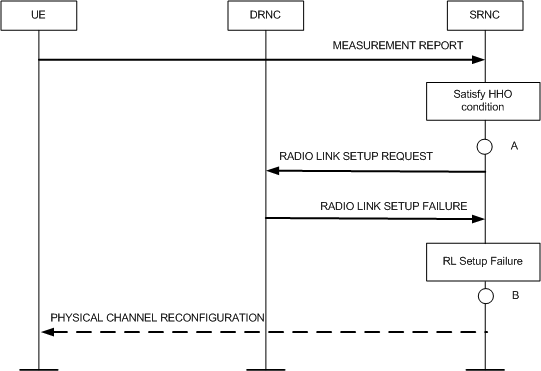 UE
DRNC
SRNC
MEASUREMENT REPORT
Satisfy HHO
condition
A
RADIO LINK SETUP REQUEST
RADIO LINK SETUP FAILURE
RL Setup Failure
B
PHYSICAL CHANNEL RECONFIGURATION